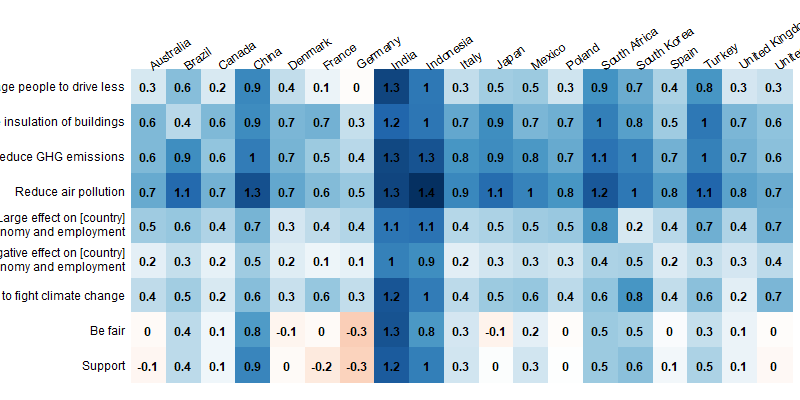 Australia Brazil Canada China Denmark France Germany India Indonesia Italy Japan Mexico Poland South Africa South Korea Spain Turkey United
people to drive less 0.3 0.6 0.2 0.9 0.4 0.1 0 1.3 1 0.3 0.5 0.5 0.3 0.9 0.7 0.4 0.8 0.3 0.3
insulation of buildings 0.6 0.4 0.6 0.9 0.7 0.7 0.3 1.2 1 0.7 0.9 0.7 0.7 1 0.8 0.5 1 0.7 0.6
GHG emissions 0.6 0.9 0.6 1 0.7 0.5 0.4 1.3 1.3 0.8 0.9 0.8 0.7 1.1 1 0.7 1 0.7 0.6
Reduce air pollution 0.7 1.1 0.7 1.3 0.7 0.6 0.5 1.3 1.4 0.9 1.1 1 0.8 1.2 1 0.8 1.1 0.8 0.7
Large effect on [country]
and employment 0.5 0.6 0.4 0.7 0.3 0.4 0.4 1.1 1.1 0.4 0.5 0.5 0.5 0.8 0.2 0.4 0.7 0.4 0.7
effect on [country]
and employment 0.2 0.3 0.2 0.5 0.2 0.1 0.1 1 0.9 0.2 0.3 0.3 0.3 0.4 0.5 0.2 0.3 0.3 0.4
to fight climate change 0.4 0.5 0.2 0.6 0.3 0.6 0.3 1.2 1 0.4 0.5 0.6 0.4 0.6 0.8 0.4 0.6 0.2 0.7
Be fair 0 0.4 0.1 0.8 -0.1 0 -0.3 1.3 0.8 0.3 -0.1 0.2 0 0.5 0.5 0 0.3 0.1 0
Support -0.1 0.4 0.1 0.9 0 -0.2 -0.3 1.2 1 0.3 0 0.3 0 0.5 0.6 0.1 0.5 0.1 0